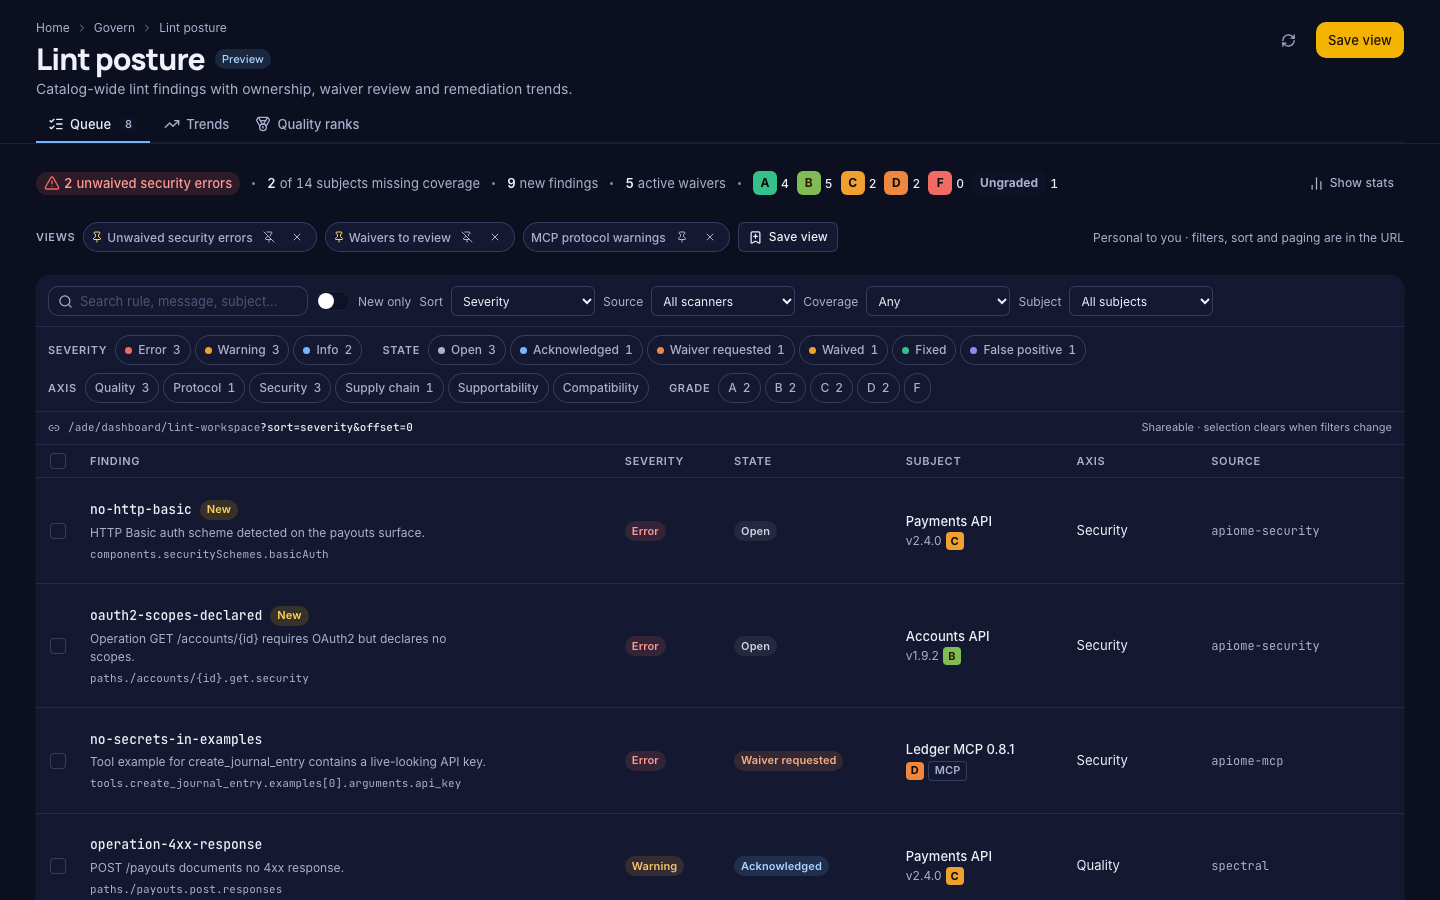 Home > Govern > Lint posture
Lint posture Preview
Save view
Catalog-wide lint findings with ownership, waiver review and remediation trends.
Queue 8 Trends Quality ranks
2 unwaived security errors • 2 of 14 subjects missing coverage • 9 new findings • 5 active waivers • A 4 B 5 C 2 D 2 F 0 Ungraded 1 Show stats
VIEWS Unwaived security errors Waivers to review MCP protocol warnings Save view Personal to you · filters, sort and paging are in the URL
Search rule, message, subject... New only Sort Severity Source All scanners Coverage Any Subject All subjects
SEVERITY Error 3 Warning 3 Info 2 STATE Open 3 Acknowledged 1 Waiver requested 1 Waived 1 Fixed False positive 1
AXIS Quality 3 Protocol 1 Security 3 Supply chain 1 Supportability Compatibility GRADE A 2 B 2 C 2 D 2 F
/ade/dashboard/lint-workspace?sort=severity&offset=0 Shareable · selection clears when filters change
FINDING SEVERITY STATE SUBJECT AXIS SOURCE
no-http-basic New
HTTP Basic auth scheme detected on the payouts surface.
components.securitySchemes.basicAuth
Error Open
Payments API
v2.4.0 C
Security apiome-security
oauth2-scopes-declared New
Operation GET /accounts/{id} requires OAuth2 but declares no
scopes.
paths./accounts/{id}.get.security
Error Open
Accounts API
v1.9.2 B
Security apiome-security
no-secrets-in-examples
Tool example for create_journal_entry contains a live-looking API key.
tools.create_journal_entry.examples[0].arguments.api_key
Error Waiver requested
Ledger MCP 0.8.1
D MCP
Security apiome-mcp
operation-4xx-response
POST /payouts documents no 4xx response.
paths./payouts.post.responses
Warning Acknowledged
Payments API
v2.4.0 C
Quality spectral